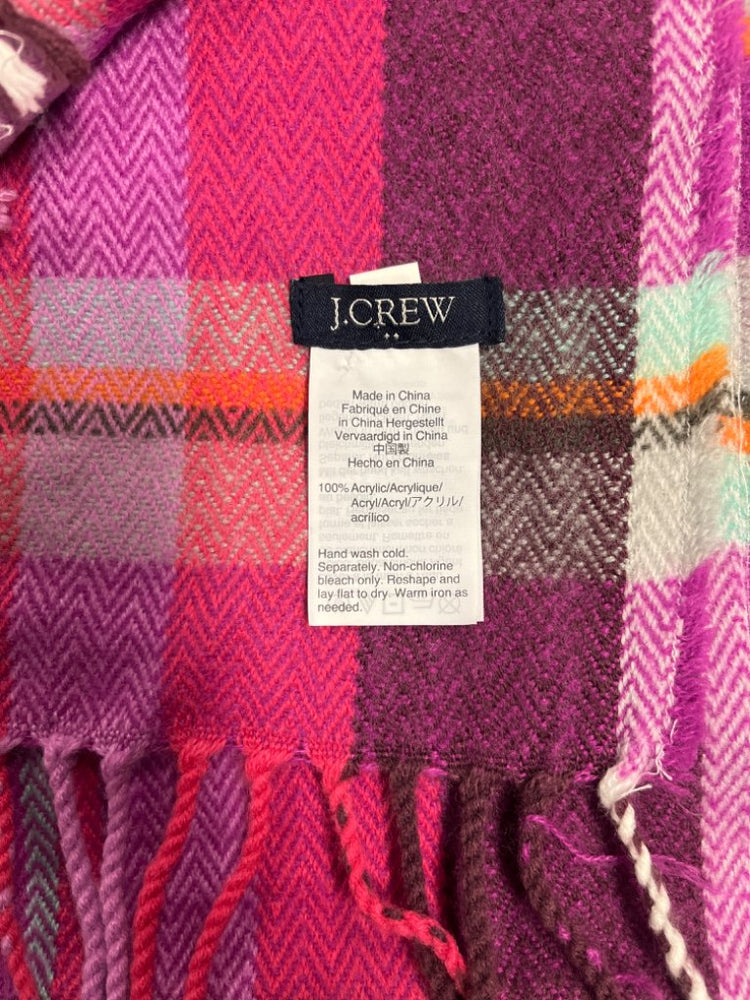 J.CREW
Made in China
Fabriqué en Chine
in China Hergestellt
Vervaardigd in China
中国製
Hecho en China
100% Acrylic/Acrylique/
Acryl/Acryl/アクリル/
acrílico
Hand wash cold.
Separately. Non-chlorine
bleach only. Reshape and
lay flat to dry. Warm iron as
needed.